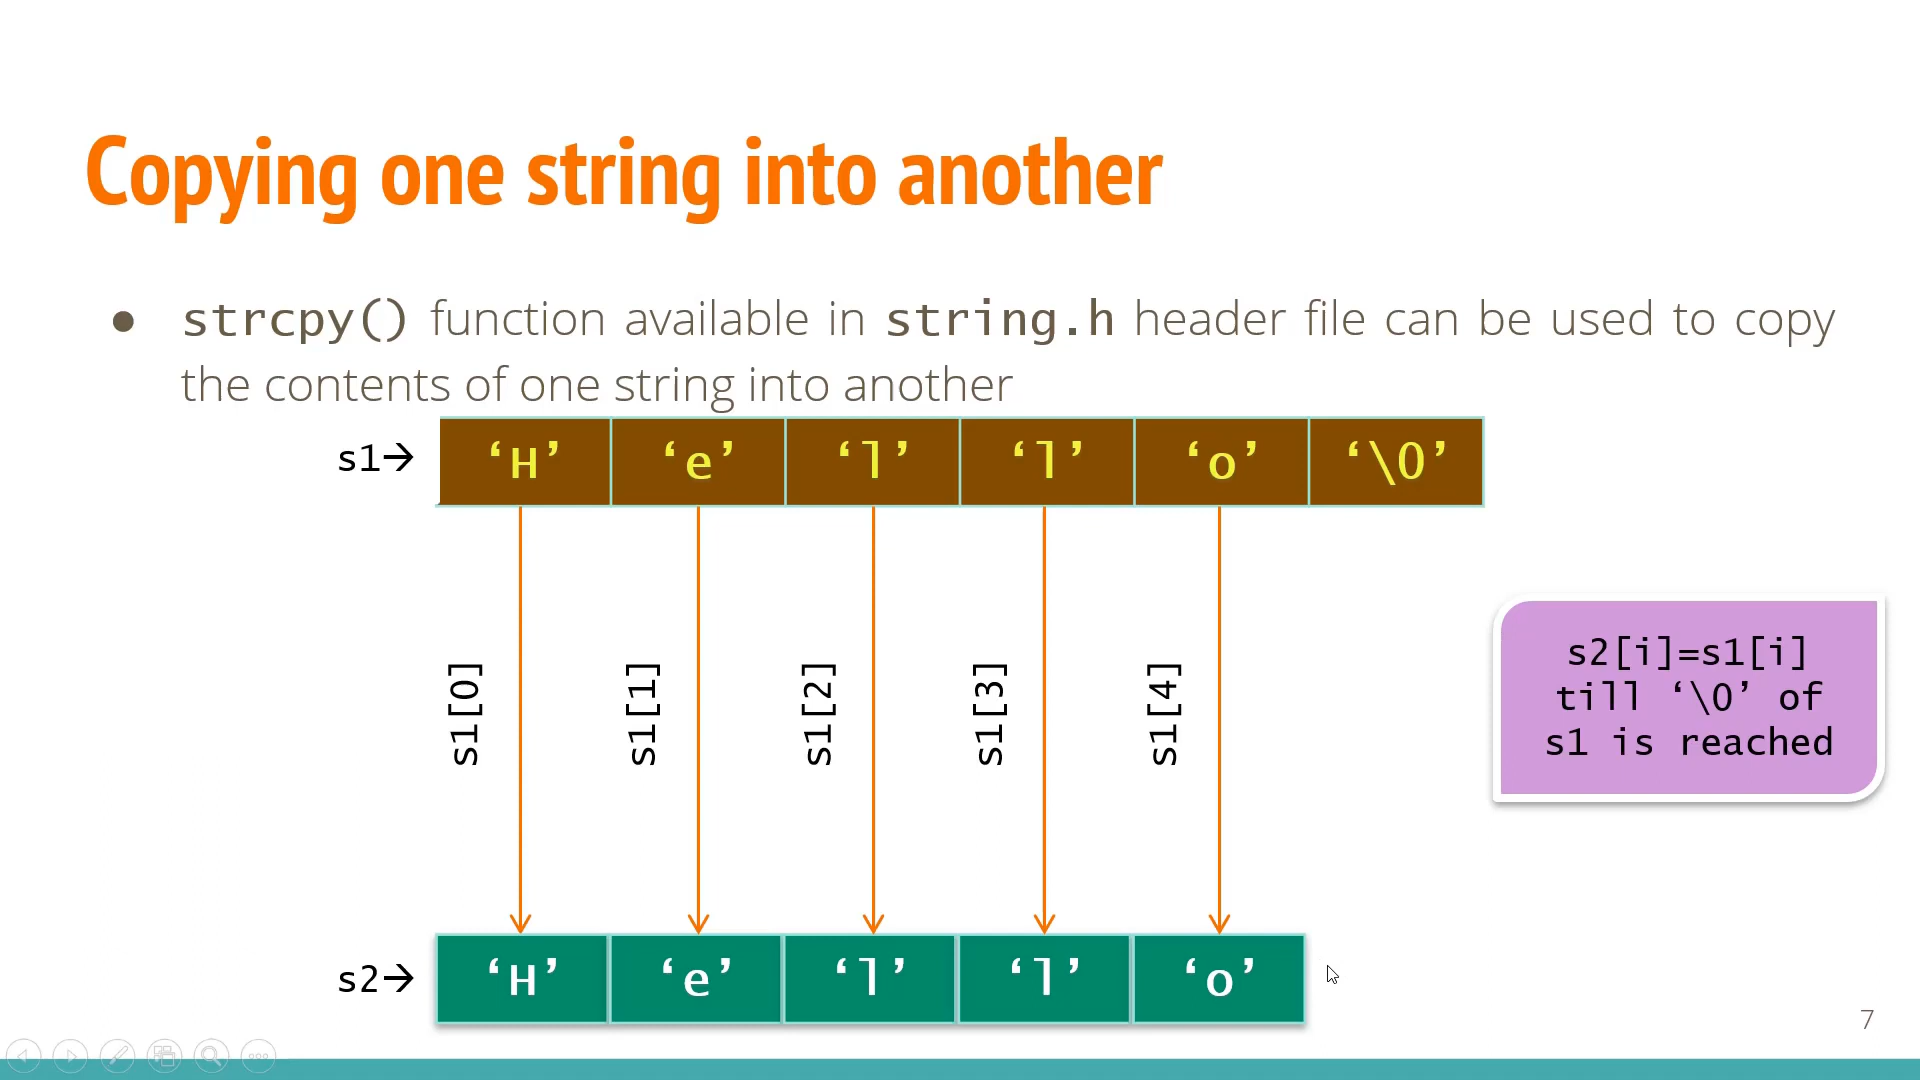 Copying one string into another
● strcpy() function available in string.h header file can be used to copy
the contents of one string into another
s1→ ‘H’ ‘e’ ‘l’ ‘l’ ‘o’ ‘\0’
s1[0] s1[1] s1[2] s1[3] s1[4]
s2[i]=s1[i]
till ‘\0’ of
s1 is reached
s2→ ‘H’ ‘e’ ‘l’ ‘l’ ‘o’
7